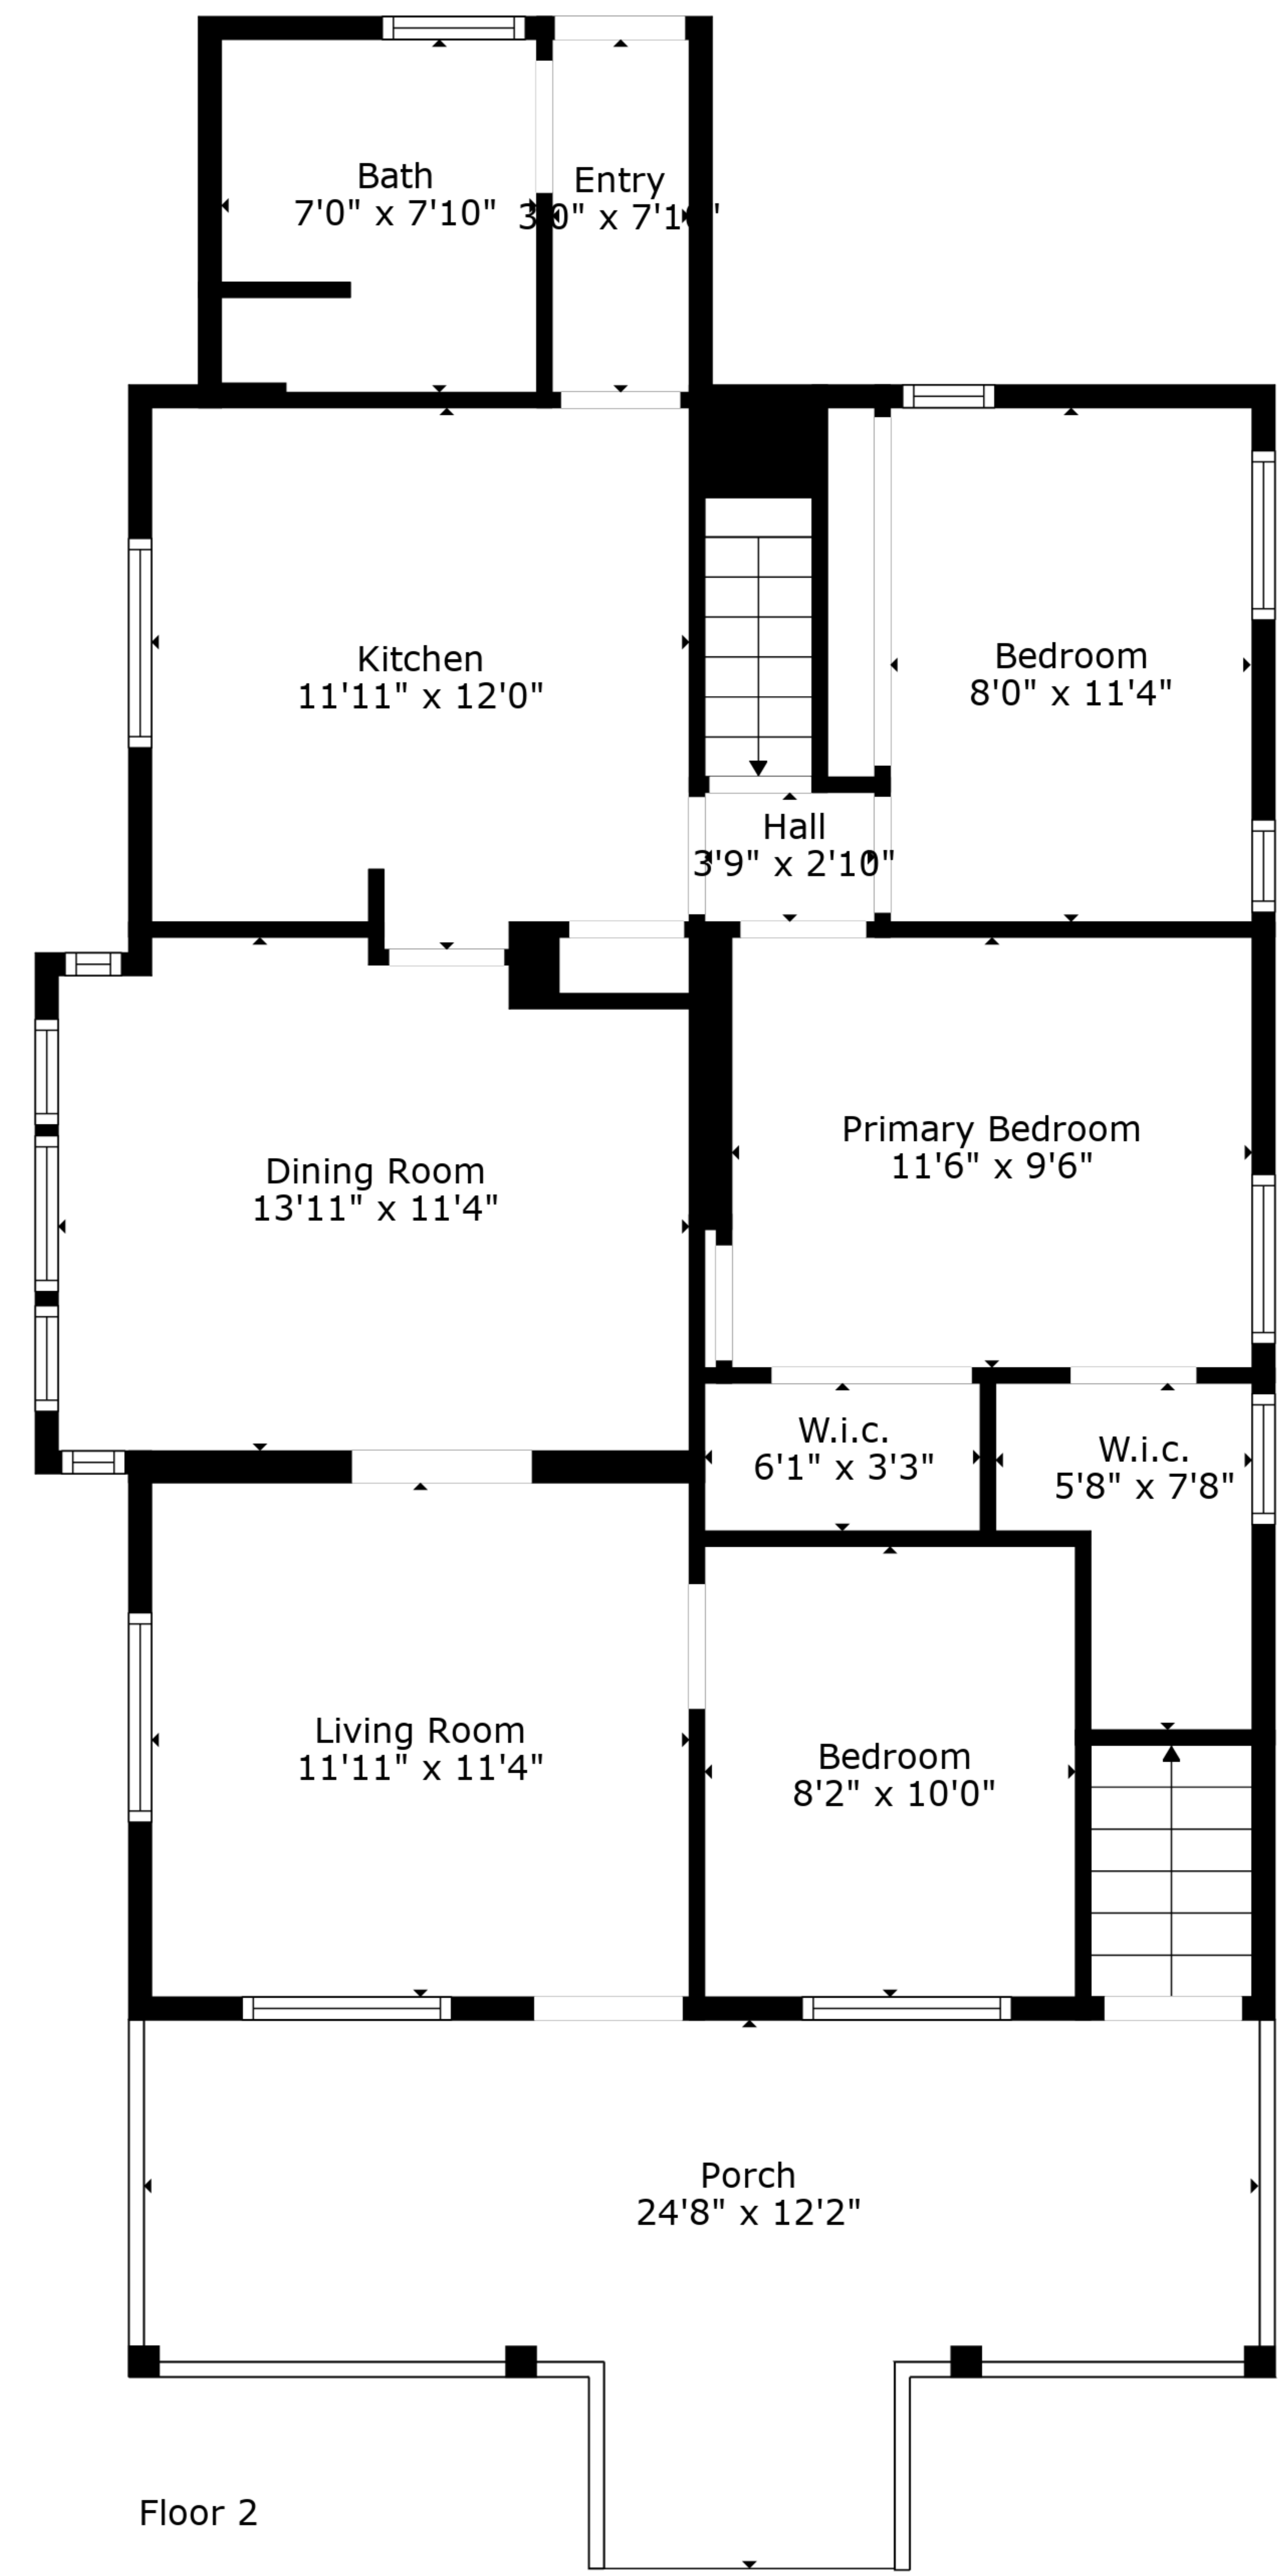 Bath
7'0" x 7'10"
Entry
x
Kitchen
11'11" x 12'0"
Bedroom
8'0" x 11'4"
Hall
3'9" x 2'10"
Primary Bedroom
11'6" x 9'6"
Dining Room
13'11" x 11'4"
W.i.c.
6'1" x 3'3"
W.i.c.
5'8" x 7'8"
Living Room
11'11" x 11'4"
Bedroom
8'2" x 10'0"
Porch
24'8" x 12'2"
Floor 2